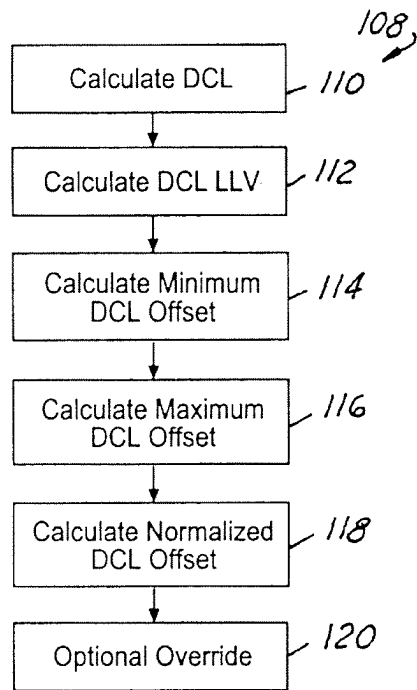 108
Calculate DCL
110
Calculate DCL LLV
112
Calculate Minimum
DCL Offset
114
Calculate Maximum
DCL Offset
116
Calculate Normalized
DCL Offset
118
Optional Override
120